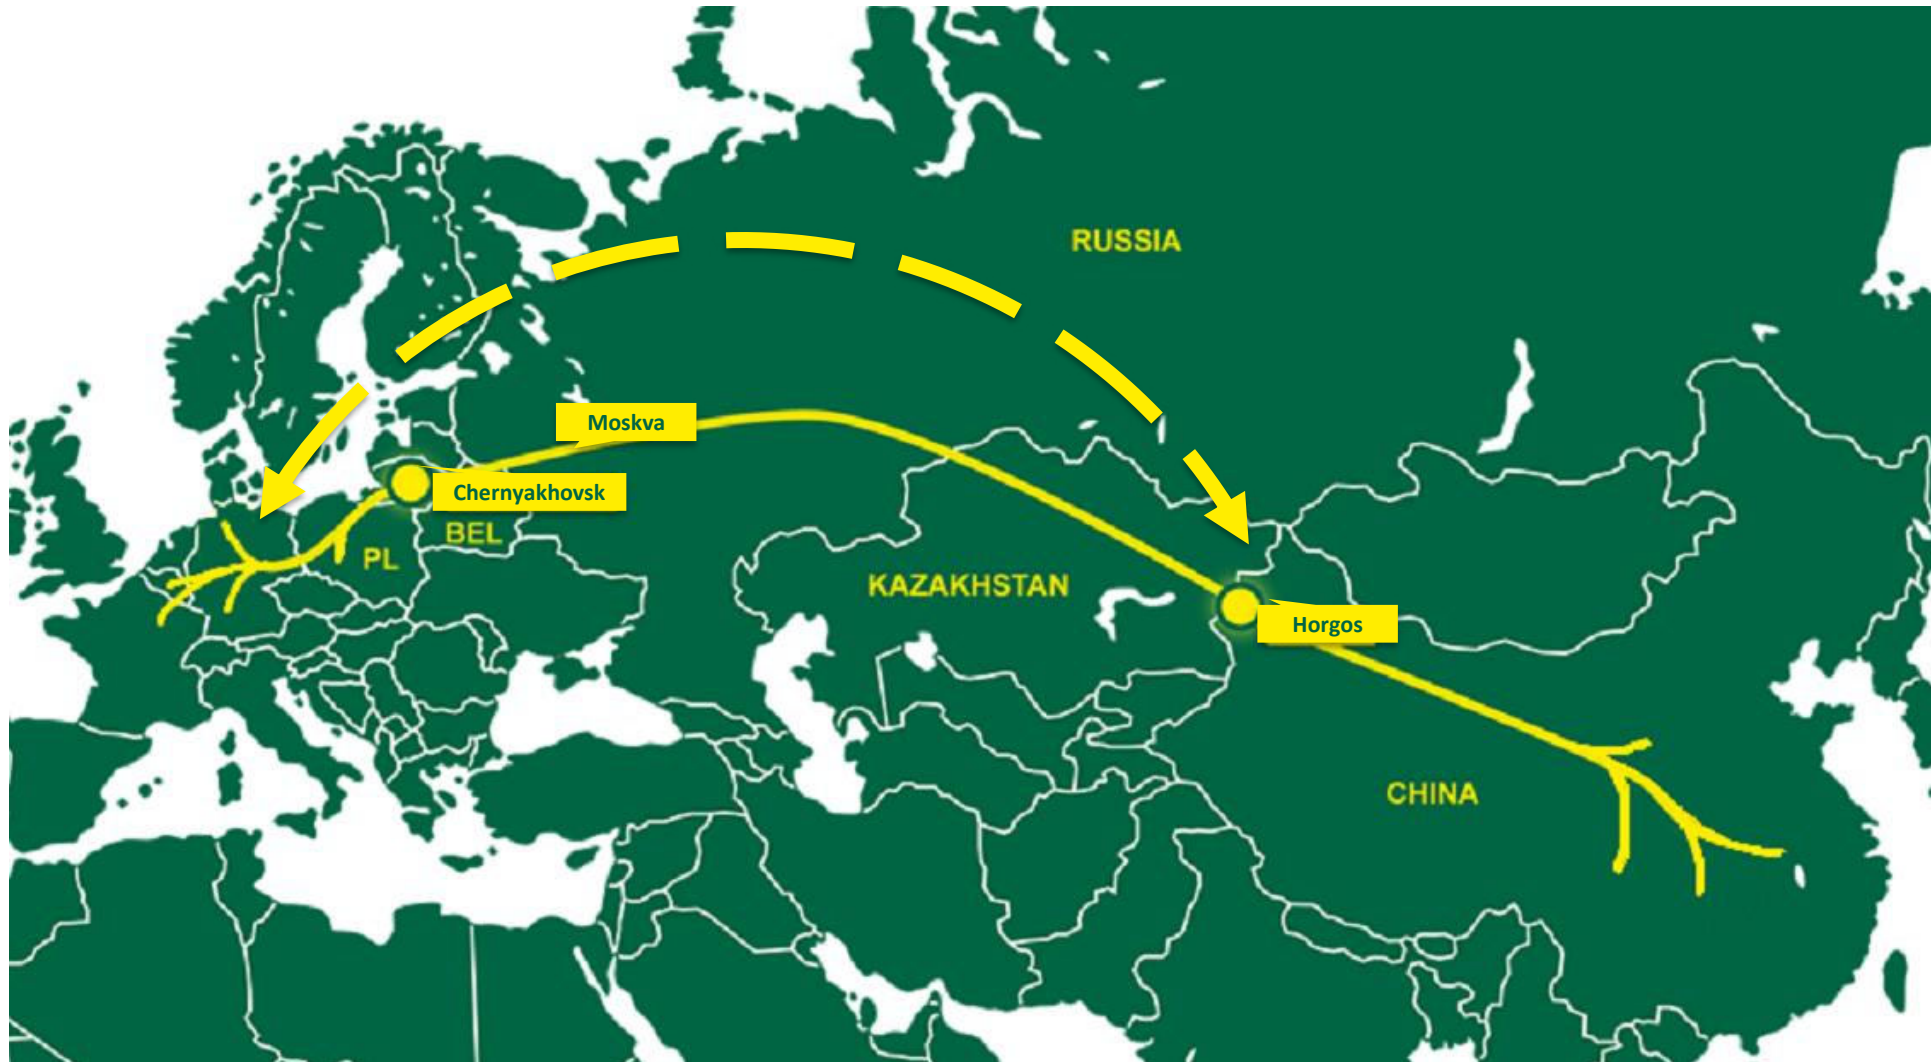 RUSSIA
Moskva
Chernyakhovsk
BEL
PL
KAZAKHSTAN
Horgos
CHINA